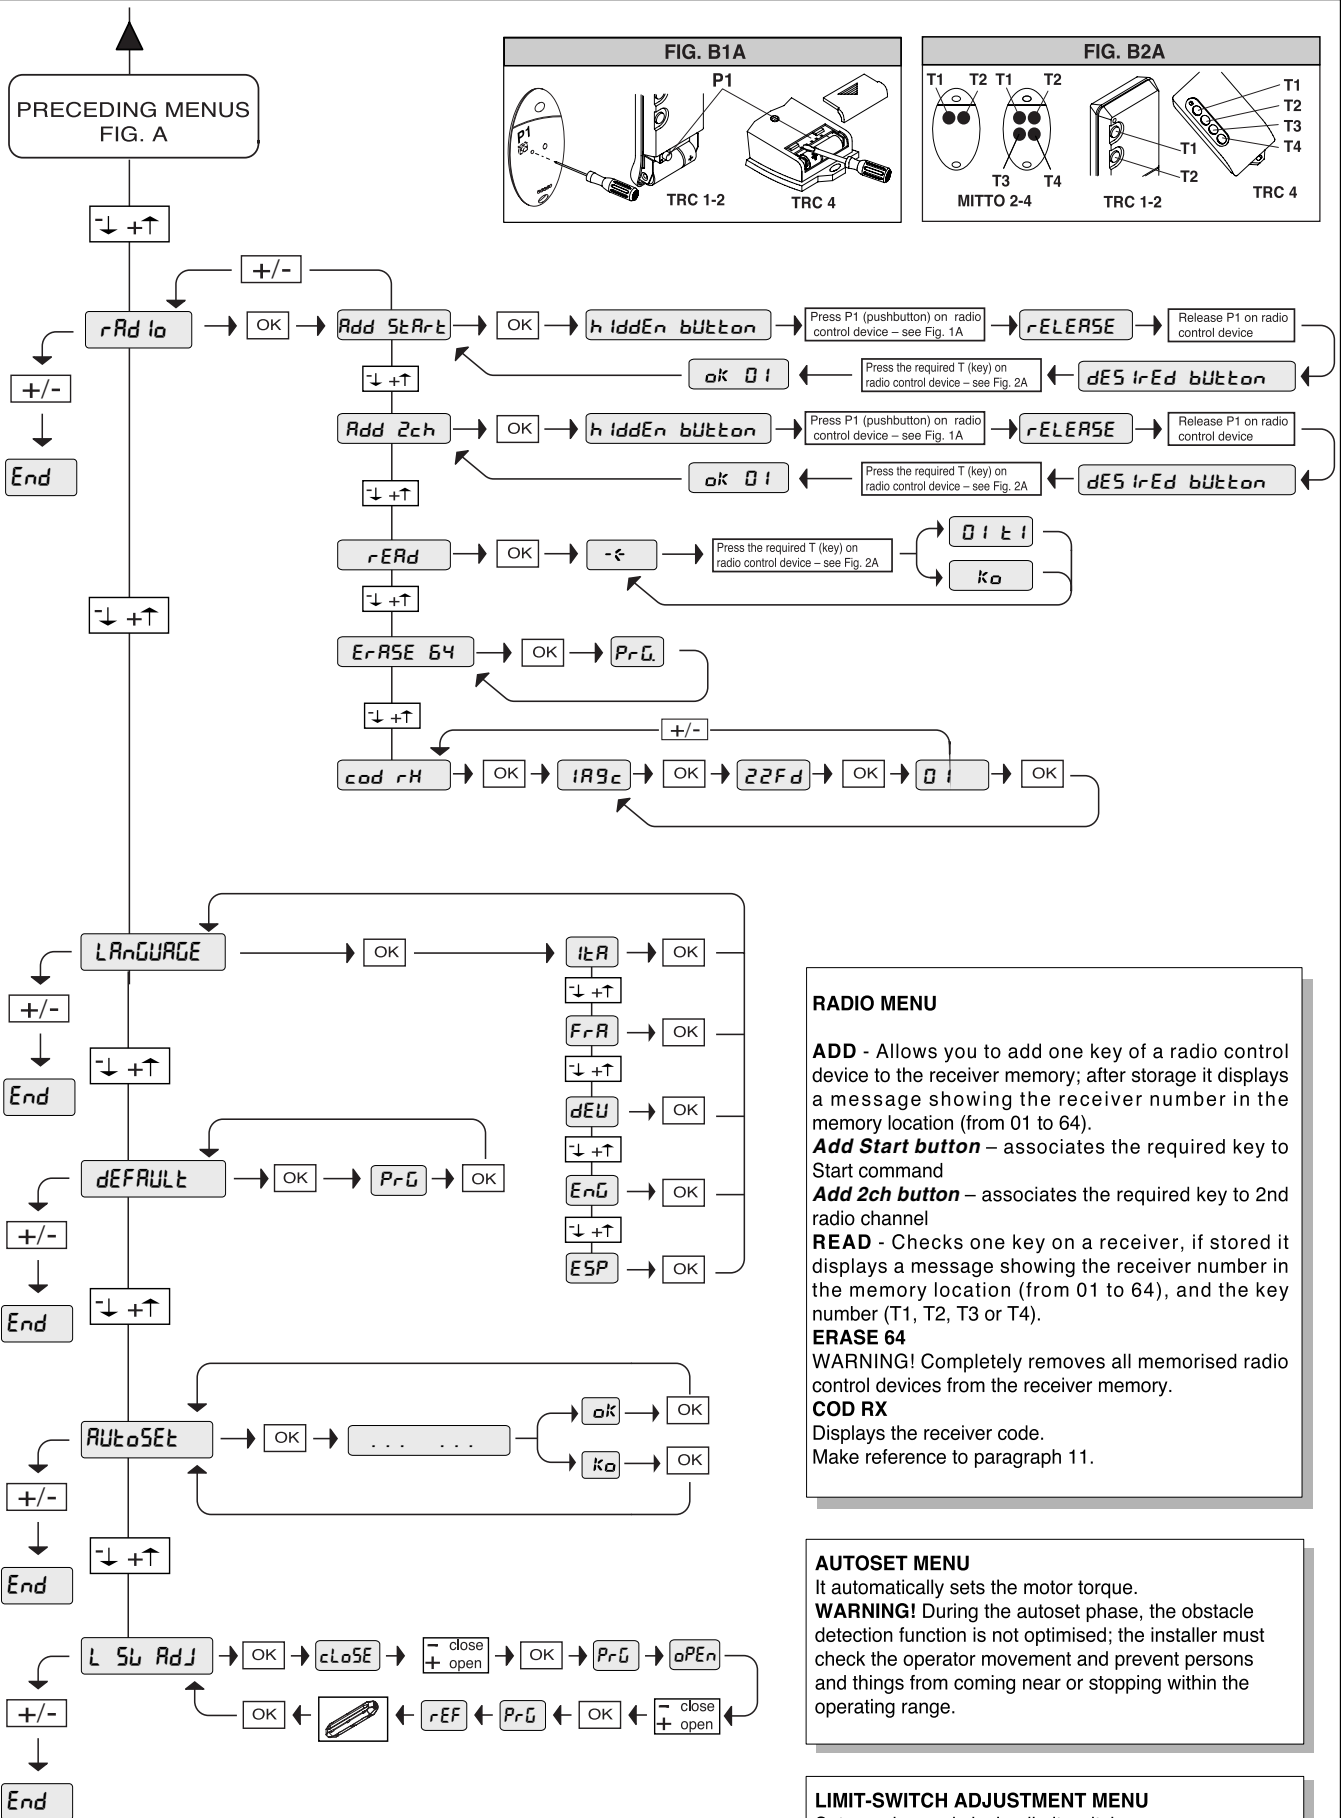 PRECEDING MENUS
FIG. A
FIG. B1A
P1
P1
TRC 1-2
TRC 4
FIG. B2A
T1 T2 T1 T2
T3 T4
MITTO 2-4
T1
T2
TRC 1-2
T1
T2
T3
T4
TRC 4
-↓ +↑
+/-
rAdIo
OK
Add StArt
OK
hIddEn bUtton
Press P1 (pushbutton) on radio
control device – see Fig. 1A
rELEASE
Release P1 on radio
control device
dESIrEd bUtton
Press the required T (key) on
radio control device – see Fig. 2A
oK 01
+/-
End
-↓ +↑
Add 2ch
OK
hIddEn bUtton
Press P1 (pushbutton) on radio
control device – see Fig. 1A
rELEASE
Release P1 on radio
control device
dESIrEd bUtton
Press the required T (key) on
radio control device – see Fig. 2A
oK 01
-↓ +↑
rEAd
OK
Press the required T (key) on
radio control device – see Fig. 2A
01 t1
Ko
-↓ +↑
-↓ +↑
ErASE 64
OK
PrG.
-↓ +↑
+/-
cod rH
OK
1A9c
OK
22Fd
OK
01
OK
LAnGUAGE
OK
ItA
OK
-↓ +↑
FrA
OK
-↓ +↑
dEU
OK
-↓ +↑
EnG
OK
-↓ +↑
ESP
OK
+/-
End
-↓ +↑
dEFAULt
OK
PrG
OK
+/-
End
-↓ +↑
AUtoSEt
OK
... ...
oK
OK
Ko
OK
+/-
End
-↓ +↑
L SW AdJ
OK
cLoSE
– close
+ open
OK
PrG
oPEn
– close
+ open
OK
PrG
rEF
OK
+/-
End
RADIO MENU
ADD - Allows you to add one key of a radio control
device to the receiver memory; after storage it displays
a message showing the receiver number in the
memory location (from 01 to 64).
Add Start button – associates the required key to
Start command
Add 2ch button – associates the required key to 2nd
radio channel
READ - Checks one key on a receiver, if stored it
displays a message showing the receiver number in
the memory location (from 01 to 64), and the key
number (T1, T2, T3 or T4).
ERASE 64
WARNING! Completely removes all memorised radio
control devices from the receiver memory.
COD RX
Displays the receiver code.
Make reference to paragraph 11.
AUTOSET MENU
It automatically sets the motor torque.
WARNING! During the autoset phase, the obstacle
detection function is not optimised; the installer must
check the operator movement and prevent persons
and things from coming near or stopping within the
operating range.
LIMIT-SWITCH ADJUSTMENT MENU